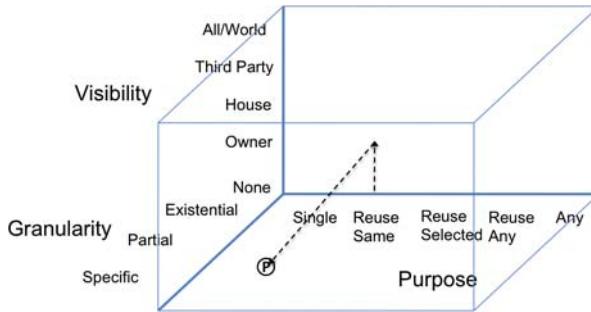 All/World
Third Party
Visibility
House
Owner
None
Existential
Granularity
Partial
Specific
Single
Reuse
Same
Reuse
Selected
Reuse
Any
Any
P
Purpose